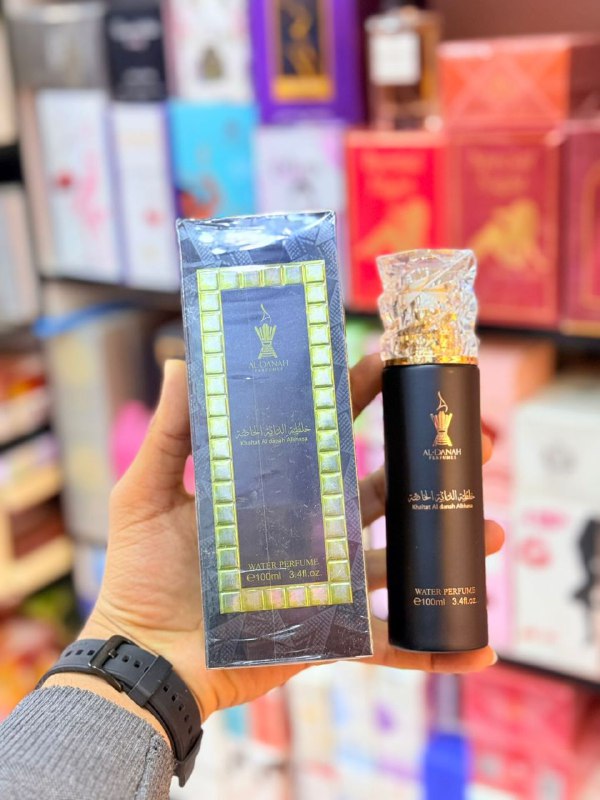 AL-DANAH
PERFUMES
خلطة الدانة الخاصة
Khaltat Al danah Alkhasa
WATER PERFUME
℮100ml 3.4fl.oz.
AL-DANAH
PERFUMES
خلطة الدانة الخاصة
Khaltat Al danah Alkhasa
WATER PERFUME
℮100ml 3.4fl.oz.